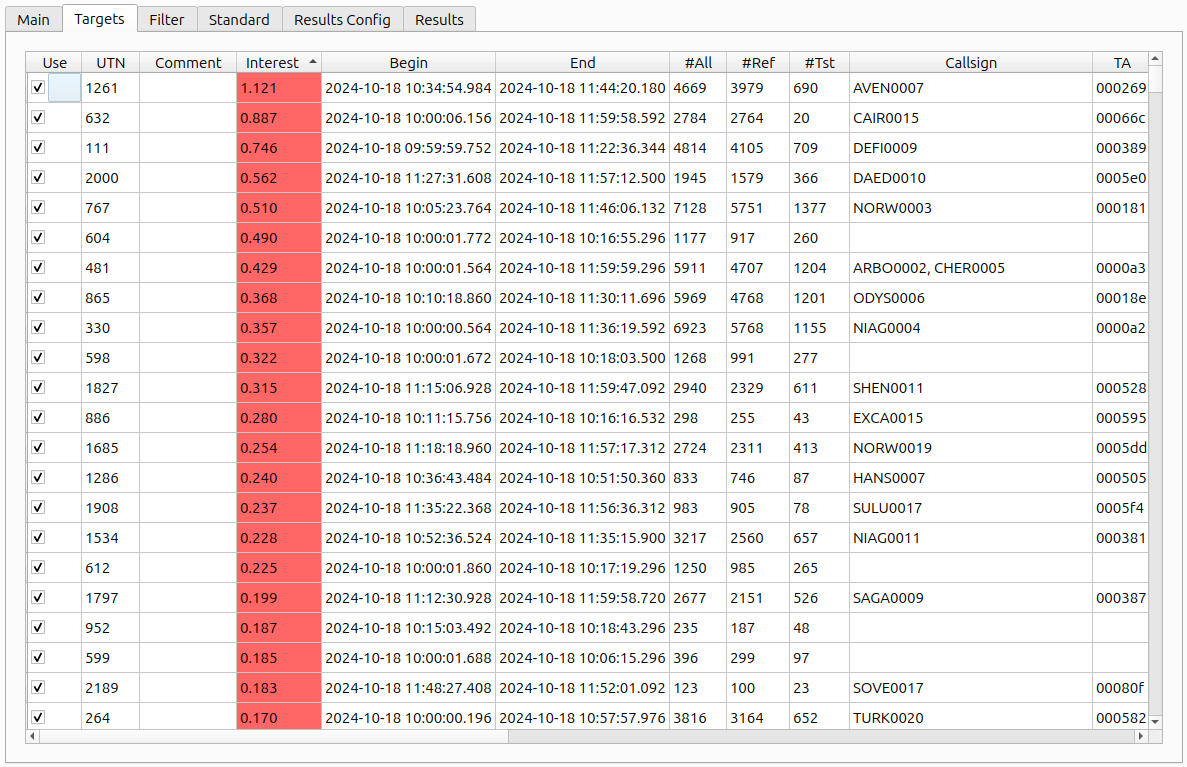 Main Targets Filter Standard Results Config Results
Use UTN Comment Interest Begin End #All #Ref #Tst Callsign TA
1261 1.121 2024-10-18 10:34:54.984 2024-10-18 11:44:20.180 4669 3979 690 AVEN0007 000269
632 0.887 2024-10-18 10:00:06.156 2024-10-18 11:59:58.592 2784 2764 20 CAIR0015 00066c
111 0.746 2024-10-18 09:59:59.752 2024-10-18 11:22:36.344 4814 4105 709 DEFI0009 000389
2000 0.562 2024-10-18 11:27:31.608 2024-10-18 11:57:12.500 1945 1579 366 DAED0010 0005e0
767 0.510 2024-10-18 10:05:23.764 2024-10-18 11:46:06.132 7128 5751 1377 NORW0003 000181
604 0.490 2024-10-18 10:00:01.772 2024-10-18 10:16:55.296 1177 917 260
481 0.429 2024-10-18 10:00:01.564 2024-10-18 11:59:59.296 5911 4707 1204 ARBO0002, CHER0005 0000a3
865 0.368 2024-10-18 10:10:18.860 2024-10-18 11:30:11.696 5969 4768 1201 ODYS0006 00018e
330 0.357 2024-10-18 10:00:00.564 2024-10-18 11:36:19.592 6923 5768 1155 NIAG0004 0000a2
598 0.322 2024-10-18 10:00:01.672 2024-10-18 10:18:03.500 1268 991 277
1827 0.315 2024-10-18 11:15:06.928 2024-10-18 11:59:47.092 2940 2329 611 SHEN0011 000528
886 0.280 2024-10-18 10:11:15.756 2024-10-18 10:16:16.532 298 255 43 EXCA0015 000595
1685 0.254 2024-10-18 11:18:18.960 2024-10-18 11:57:17.312 2724 2311 413 NORW0019 0005dd
1286 0.240 2024-10-18 10:36:43.484 2024-10-18 10:51:50.360 833 746 87 HANS0007 000505
1908 0.237 2024-10-18 11:35:22.368 2024-10-18 11:56:36.312 983 905 78 SULU0017 0005f4
1534 0.228 2024-10-18 10:52:36.524 2024-10-18 11:35:15.900 3217 2560 657 NIAG0011 000381
612 0.225 2024-10-18 10:00:01.860 2024-10-18 10:17:19.296 1250 985 265
1797 0.199 2024-10-18 11:12:30.928 2024-10-18 11:59:58.720 2677 2151 526 SAGA0009 000387
952 0.187 2024-10-18 10:15:03.492 2024-10-18 10:18:43.296 235 187 48
599 0.185 2024-10-18 10:00:01.688 2024-10-18 10:06:15.296 396 299 97
2189 0.183 2024-10-18 11:48:27.408 2024-10-18 11:52:01.092 123 100 23 SOVE0017 00080f
264 0.170 2024-10-18 10:00:00.196 2024-10-18 10:57:57.976 3816 3164 652 TURK0020 000582